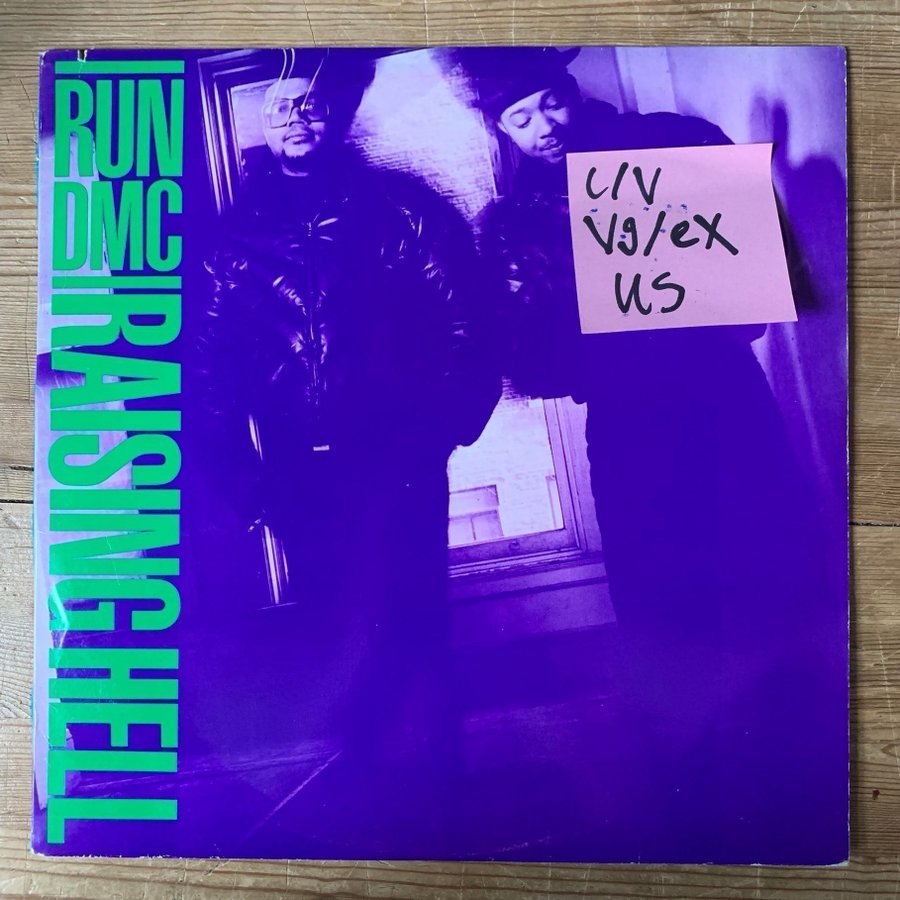 RUN
DMC
RAISING HELL
C/V
Vg/eX
US